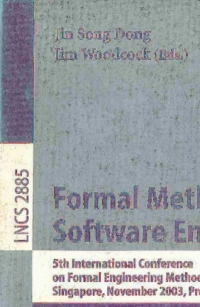 Jin Song Dong
Jim Woodcock (Eds.)
LNCS 2885
Formal Met
Software En
5th International Conference
on Formal Engineering Metho
Singapore, November 2003, Pr